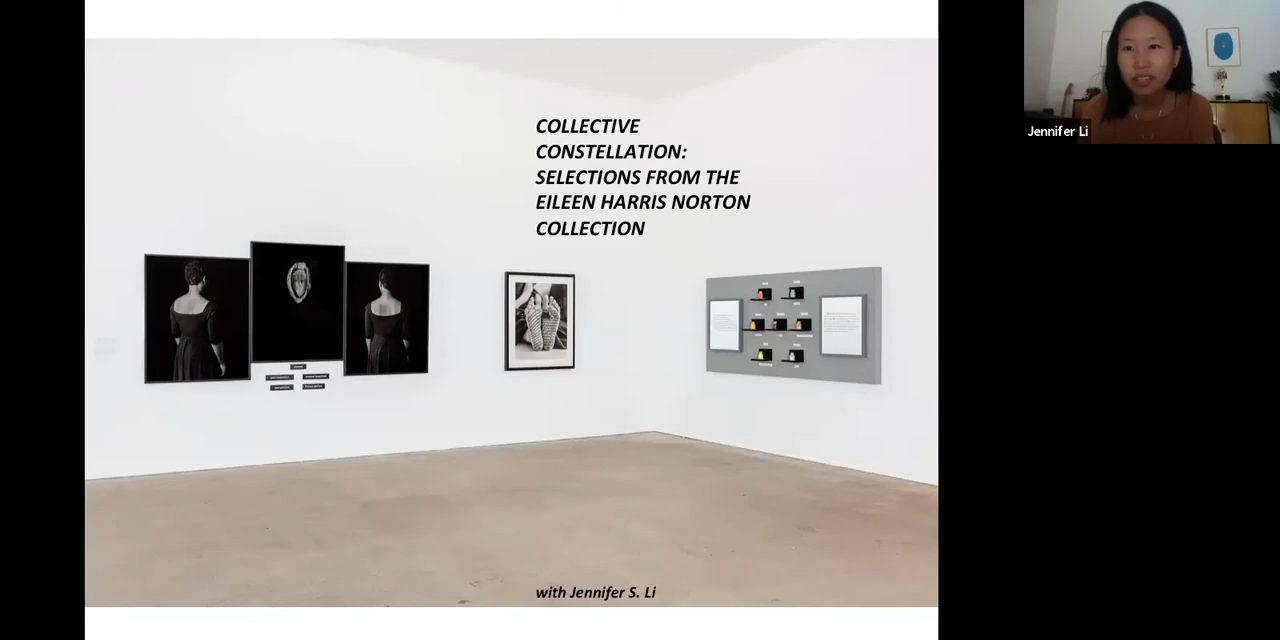 COLLECTIVE
CONSTELLATION:
SELECTIONS FROM THE
EILEEN HARRIS NORTON
COLLECTION
with Jennifer S. Li
Jennifer Li